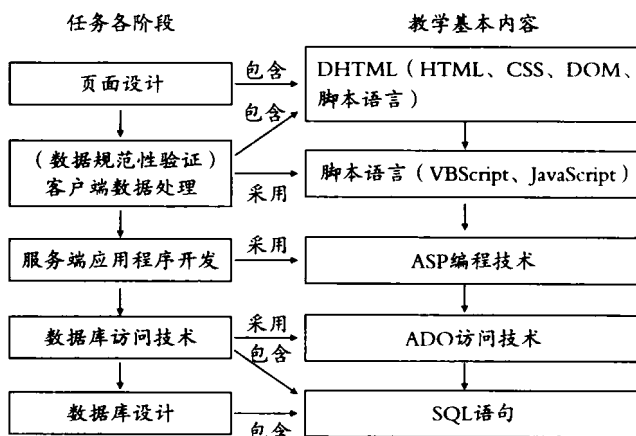 任务各阶段
教学基本内容
页面设计
包含
DHTML（HTML、CSS、DOM、
脚本语言）
包含
（数据规范性验证）
客户端数据处理
采用
脚本语言（VBScript、JavaScript）
服务端应用程序开发
采用
ASP编程技术
数据库访问技术
采用
包含
ADO访问技术
数据库设计
包含
SQL语句